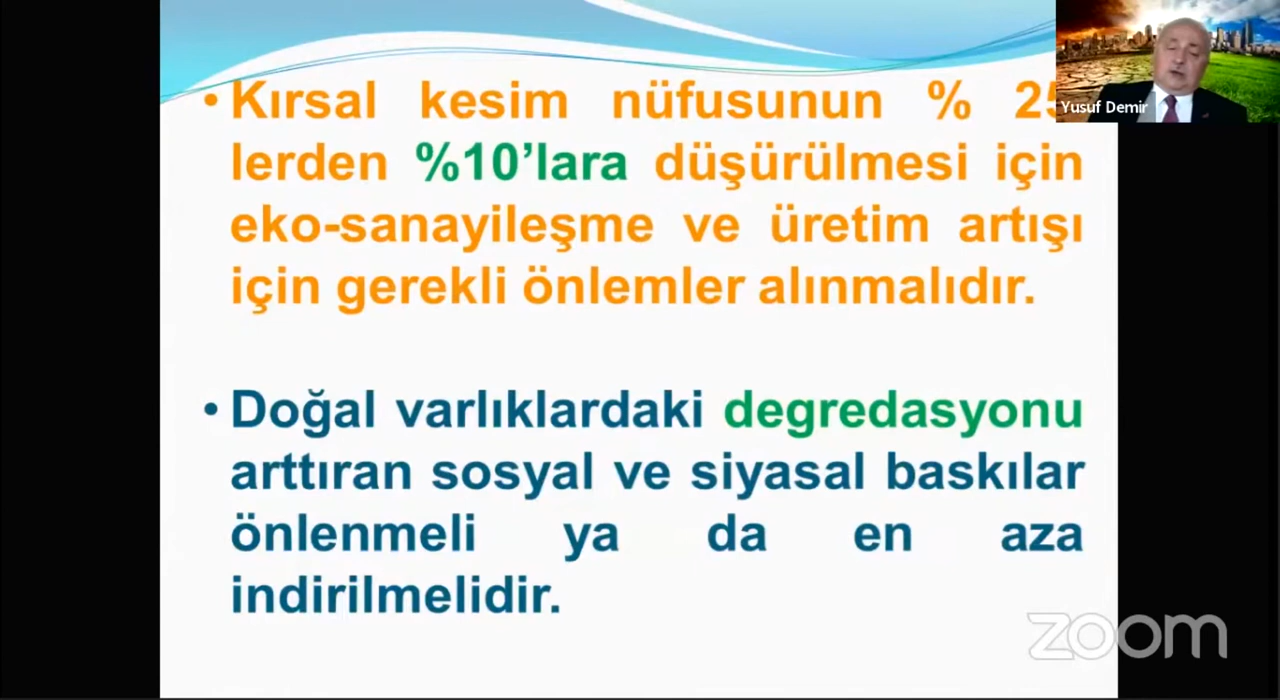 • Kırsal kesim nüfusunun % 25
lerden %10’lara düşürülmesi için
eko-sanayileşme ve üretim artışı
için gerekli önlemler alınmalıdır.
• Doğal varlıklardaki degredasyonu
arttıran sosyal ve siyasal baskılar
önlenmeli ya da en aza
indirilmelidir.
Yusuf Demir
zoom